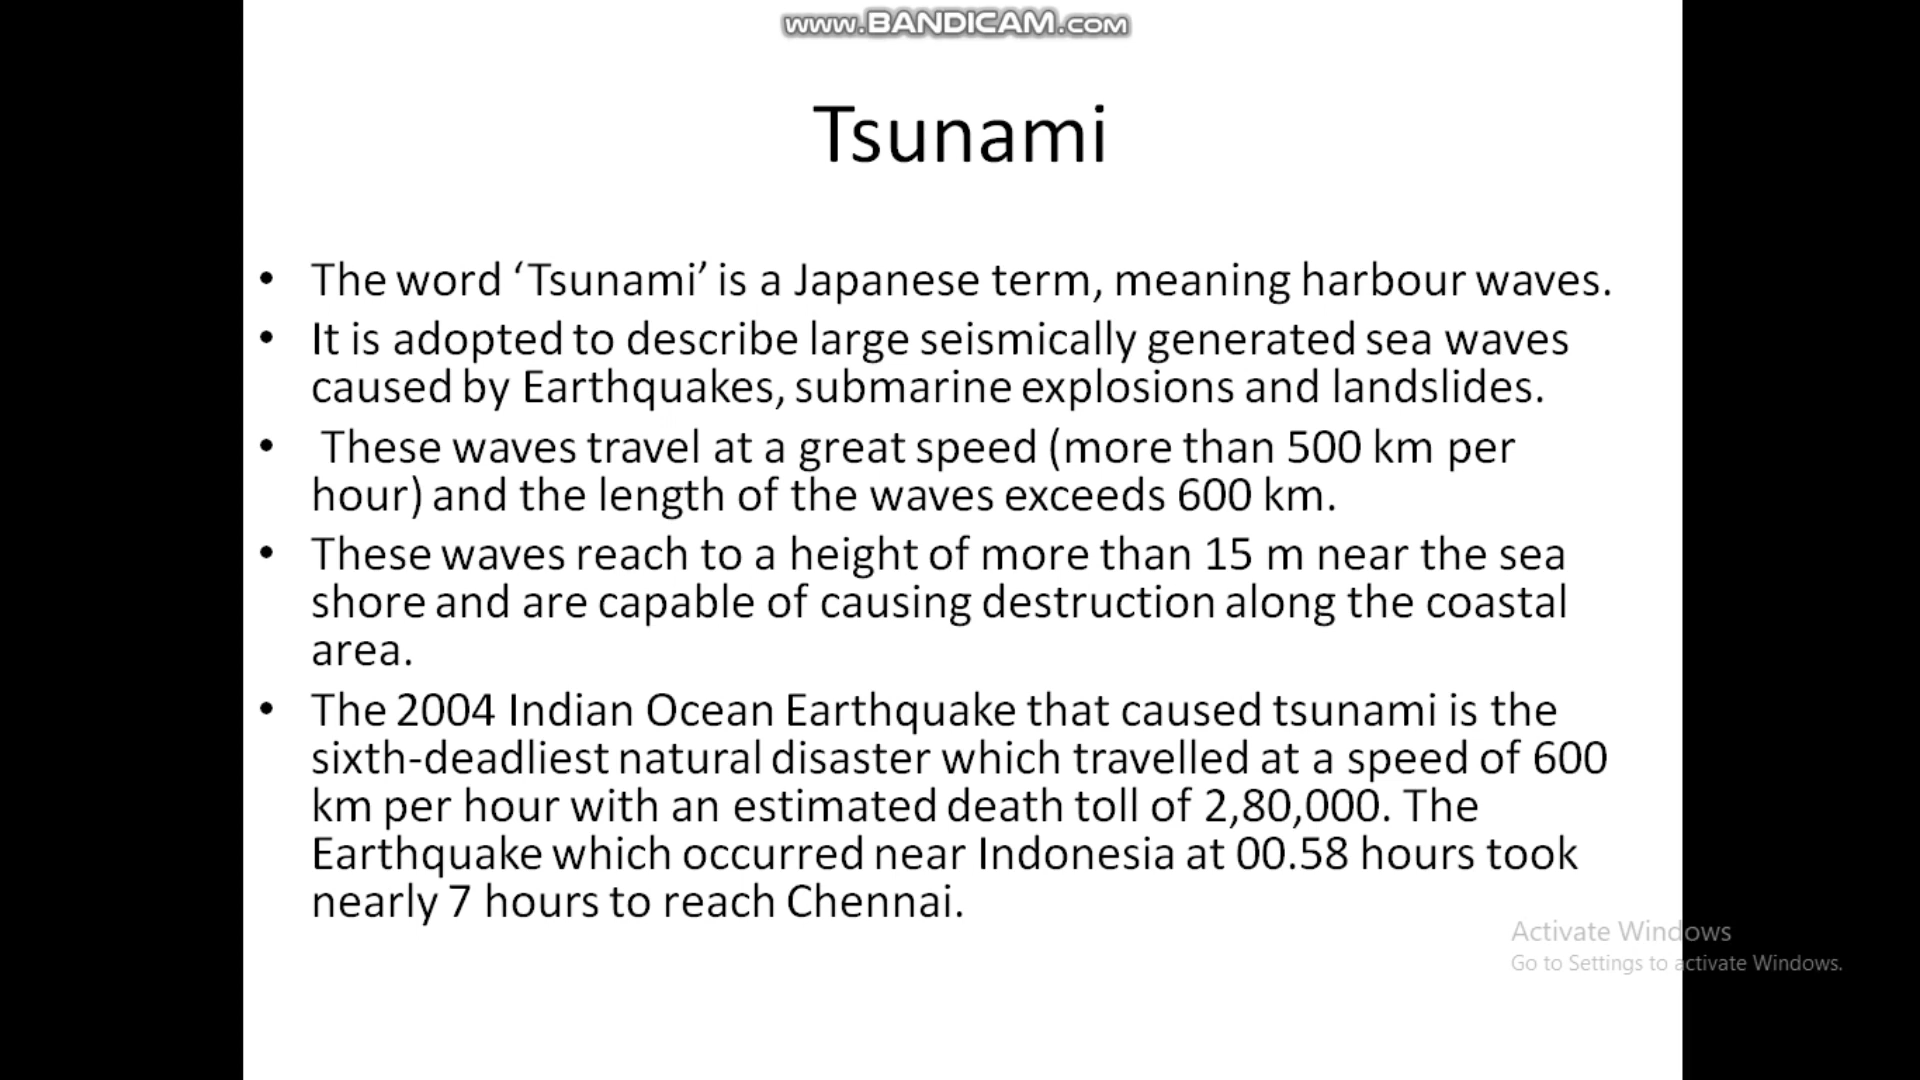 www.BANDICAM.com
Tsunami
• The word ‘Tsunami’ is a Japanese term, meaning harbour waves.
• It is adopted to describe large seismically generated sea waves
caused by Earthquakes, submarine explosions and landslides.
• These waves travel at a great speed (more than 500 km per
hour) and the length of the waves exceeds 600 km.
• These waves reach to a height of more than 15 m near the sea
shore and are capable of causing destruction along the coastal
area.
• The 2004 Indian Ocean Earthquake that caused tsunami is the
sixth-deadliest natural disaster which travelled at a speed of 600
km per hour with an estimated death toll of 2,80,000. The
Earthquake which occurred near Indonesia at 00.58 hours took
nearly 7 hours to reach Chennai.
Activate Windows
Go to Settings to activate Windows.